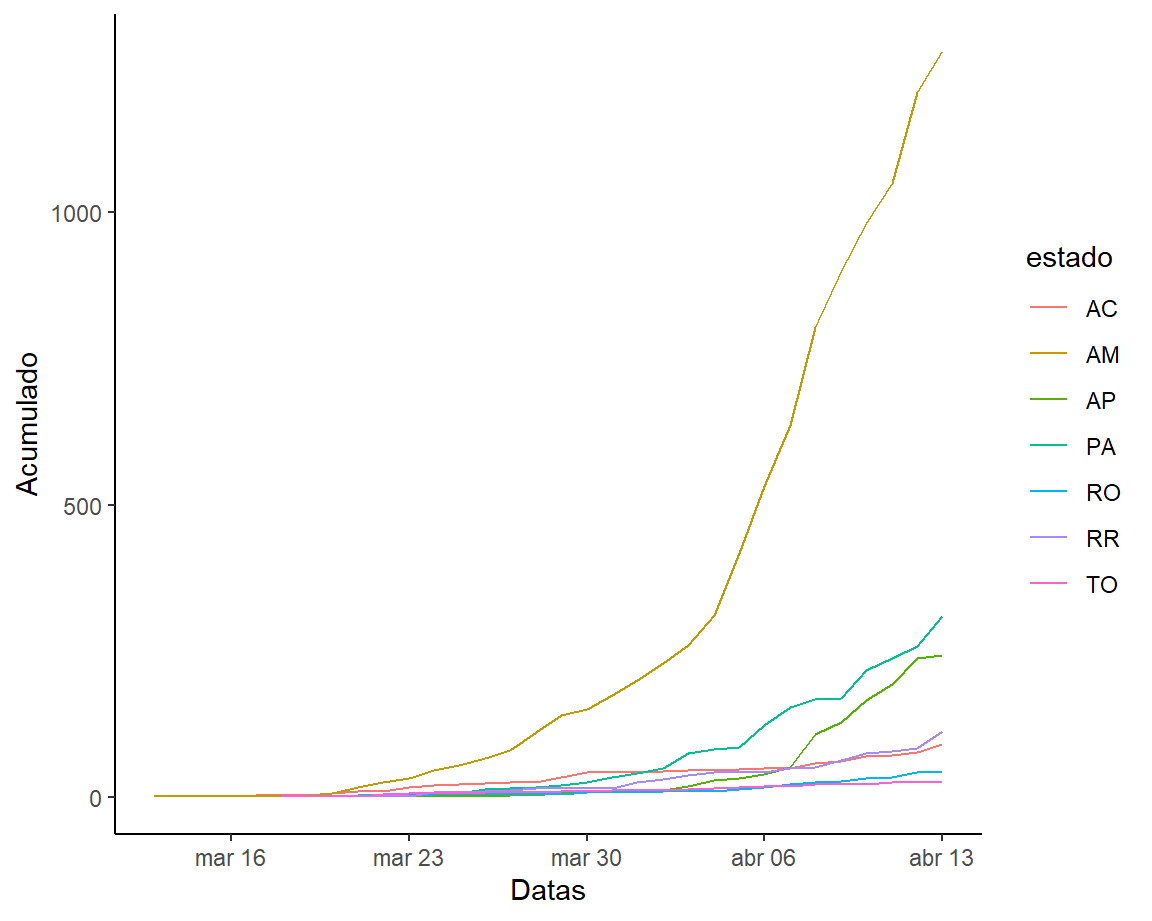 1000
500
0
Acumulado
mar 16
mar 23
mar 30
abr 06
abr 13
Datas
estado
AC
AM
AP
PA
RO
RR
TO